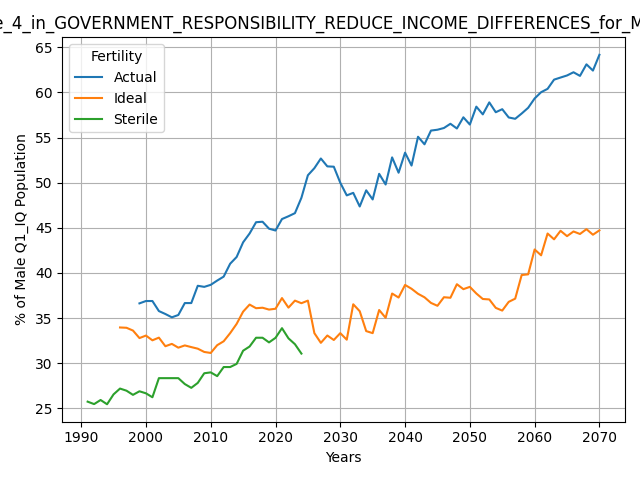 e_4_in_GOVERNMENT_RESPONSIBILITY_REDUCE_INCOME_DIFFERENCES_for_M
Fertility
Actual
Ideal
Sterile
% of Male Q1_IQ Population
65
60
55
50
45
40
35
30
25
1990 2000 2010 2020 2030 2040 2050 2060 2070
Years